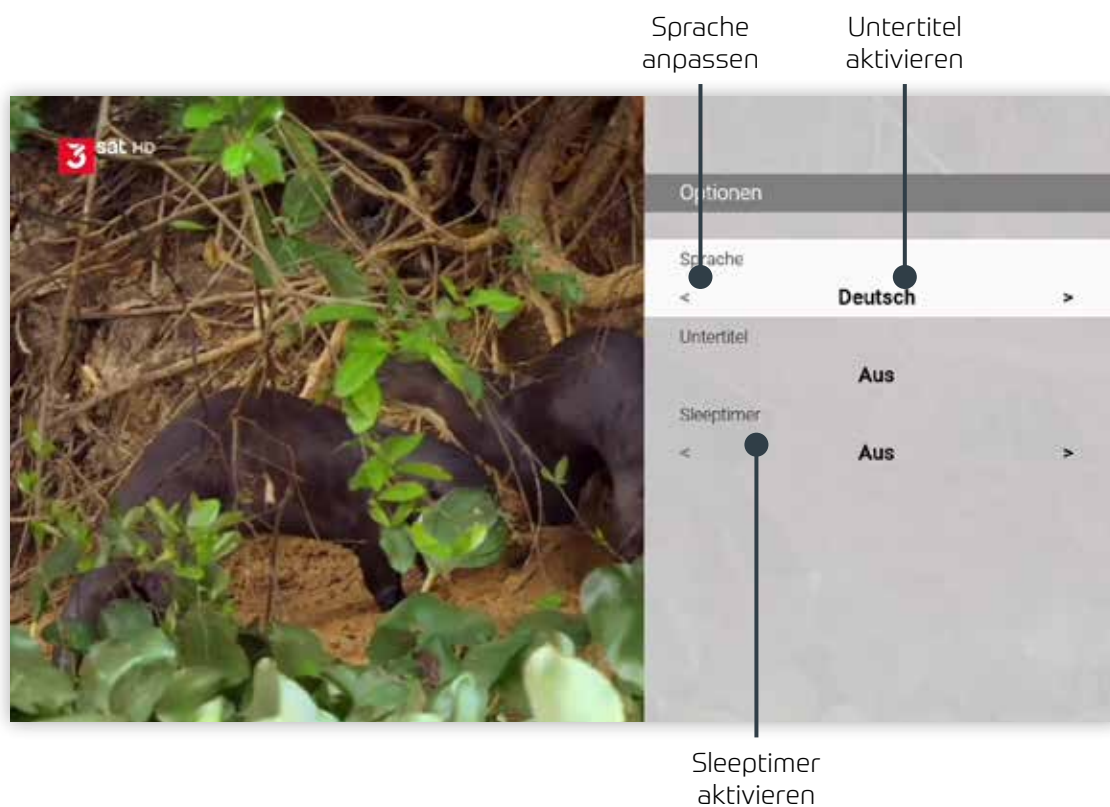 Sprache
anpassen
Untertitel
aktivieren
3sat HD
Optionen
Sprache
< Deutsch >
Untertitel
Aus
Sleeptimer
< Aus >
Sleeptimer
aktivieren